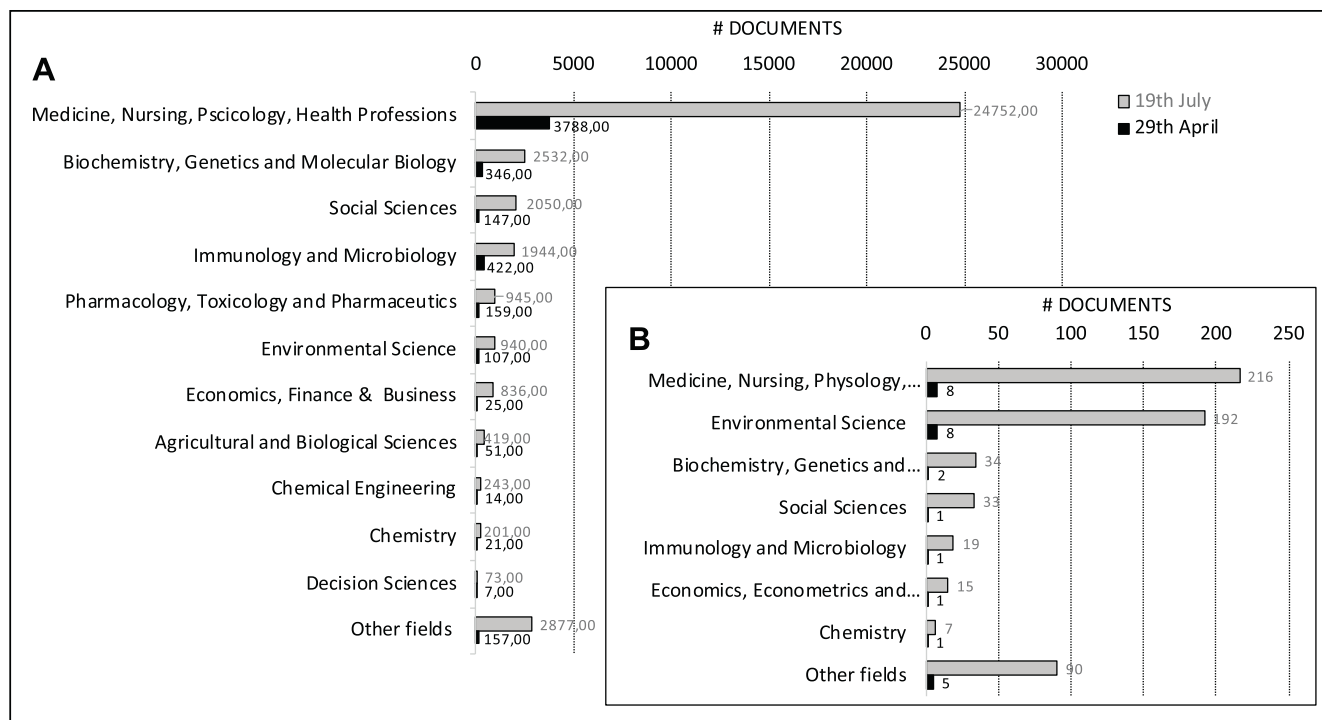 # DOCUMENTS
A
0 5000 10000 15000 20000 25000 30000
19th July
29th April
Medicine, Nursing, Pscicology, Health Professions
24752,00
3788,00
Biochemistry, Genetics and Molecular Biology
2532,00
346,00
Social Sciences
2050,00
147,00
Immunology and Microbiology
1944,00
422,00
Pharmacology, Toxicology and Pharmaceutics
945,00
159,00
Environmental Science
940,00
107,00
Economics, Finance & Business
836,00
25,00
Agricultural and Biological Sciences
419,00
51,00
Chemical Engineering
243,00
14,00
Chemistry
201,00
21,00
Decision Sciences
73,00
7,00
Other fields
2877,00
157,00
# DOCUMENTS
B
0 50 100 150 200 250
Medicine, Nursing, Physology,...
216
8
Environmental Science
192
8
Biochemistry, Genetics and...
34
2
Social Sciences
33
1
Immunology and Microbiology
19
1
Economics, Econometrics and...
15
1
Chemistry
7
1
Other fields
90
5